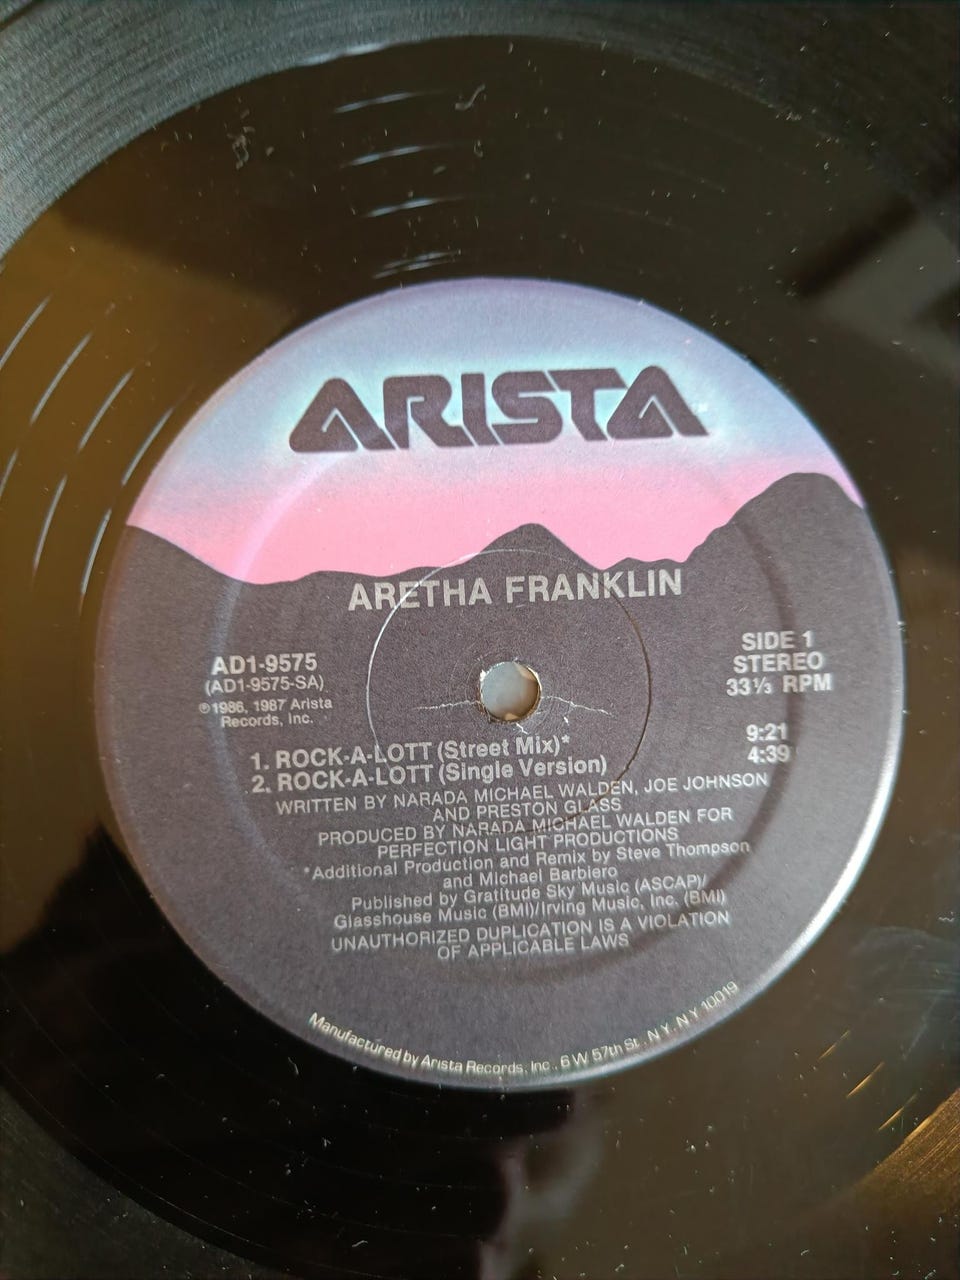 ARISTA
ARETHA FRANKLIN
AD1-9575
(AD1-9575-SA)
℗1986, 1987 Arista
Records, Inc.
SIDE 1
STEREO
33⅓ RPM
1. ROCK-A-LOTT (Street Mix)* 9:21
2. ROCK-A-LOTT (Single Version) 4:39
WRITTEN BY NARADA MICHAEL WALDEN, JOE JOHNSON
AND PRESTON GLASS
PRODUCED BY NARADA MICHAEL WALDEN FOR
PERFECTION LIGHT PRODUCTIONS
*Additional Production and Remix by Steve Thompson
and Michael Barbiero
Published by Gratitude Sky Music (ASCAP)/
Glasshouse Music (BMI)/Irving Music, Inc. (BMI)
UNAUTHORIZED DUPLICATION IS A VIOLATION
OF APPLICABLE LAWS
Manufactured by Arista Records, Inc., 6 W 57th St. N.Y. N.Y. 10019